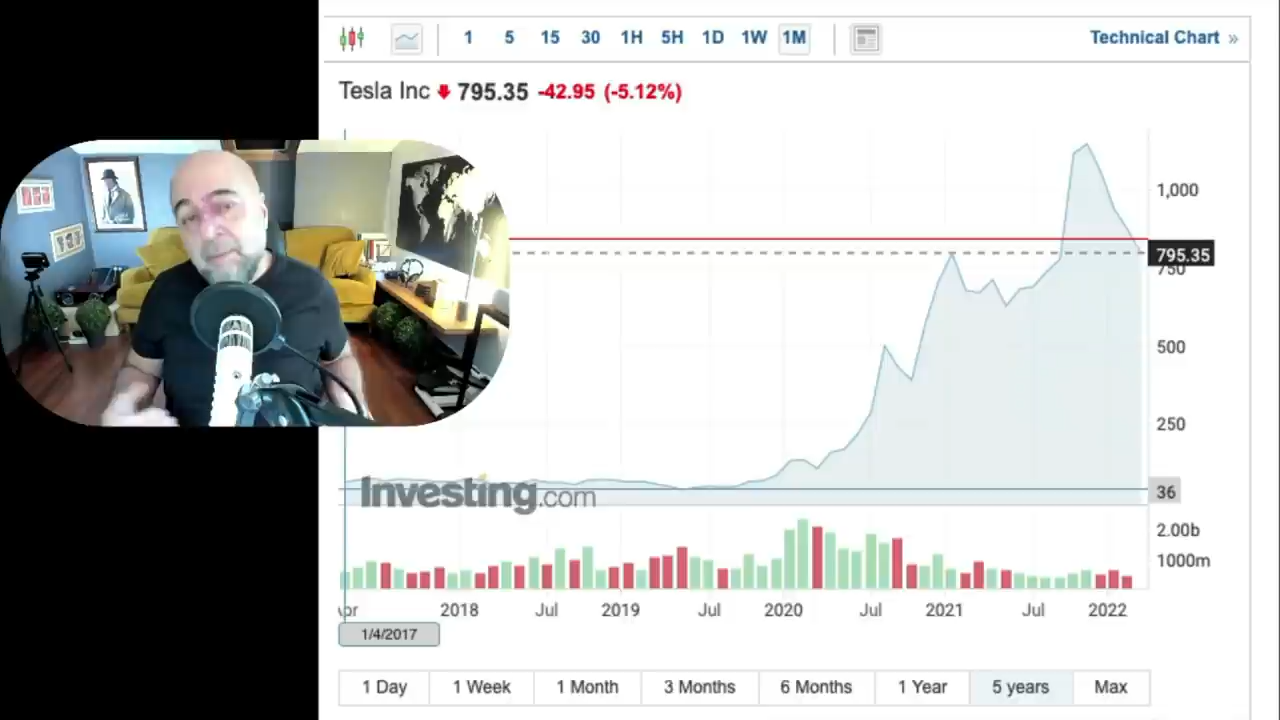 1 5 15 30 1H 5H 1D 1W 1M Technical Chart »
Tesla Inc 795.35 -42.95 (-5.12%)
1,000
795.35
750
500
250
36
Investing.com
2.00b
1000m
2018 Jul 2019 Jul 2020 Jul 2021 Jul 2022
1/4/2017
1 Day 1 Week 1 Month 3 Months 6 Months 1 Year 5 years Max